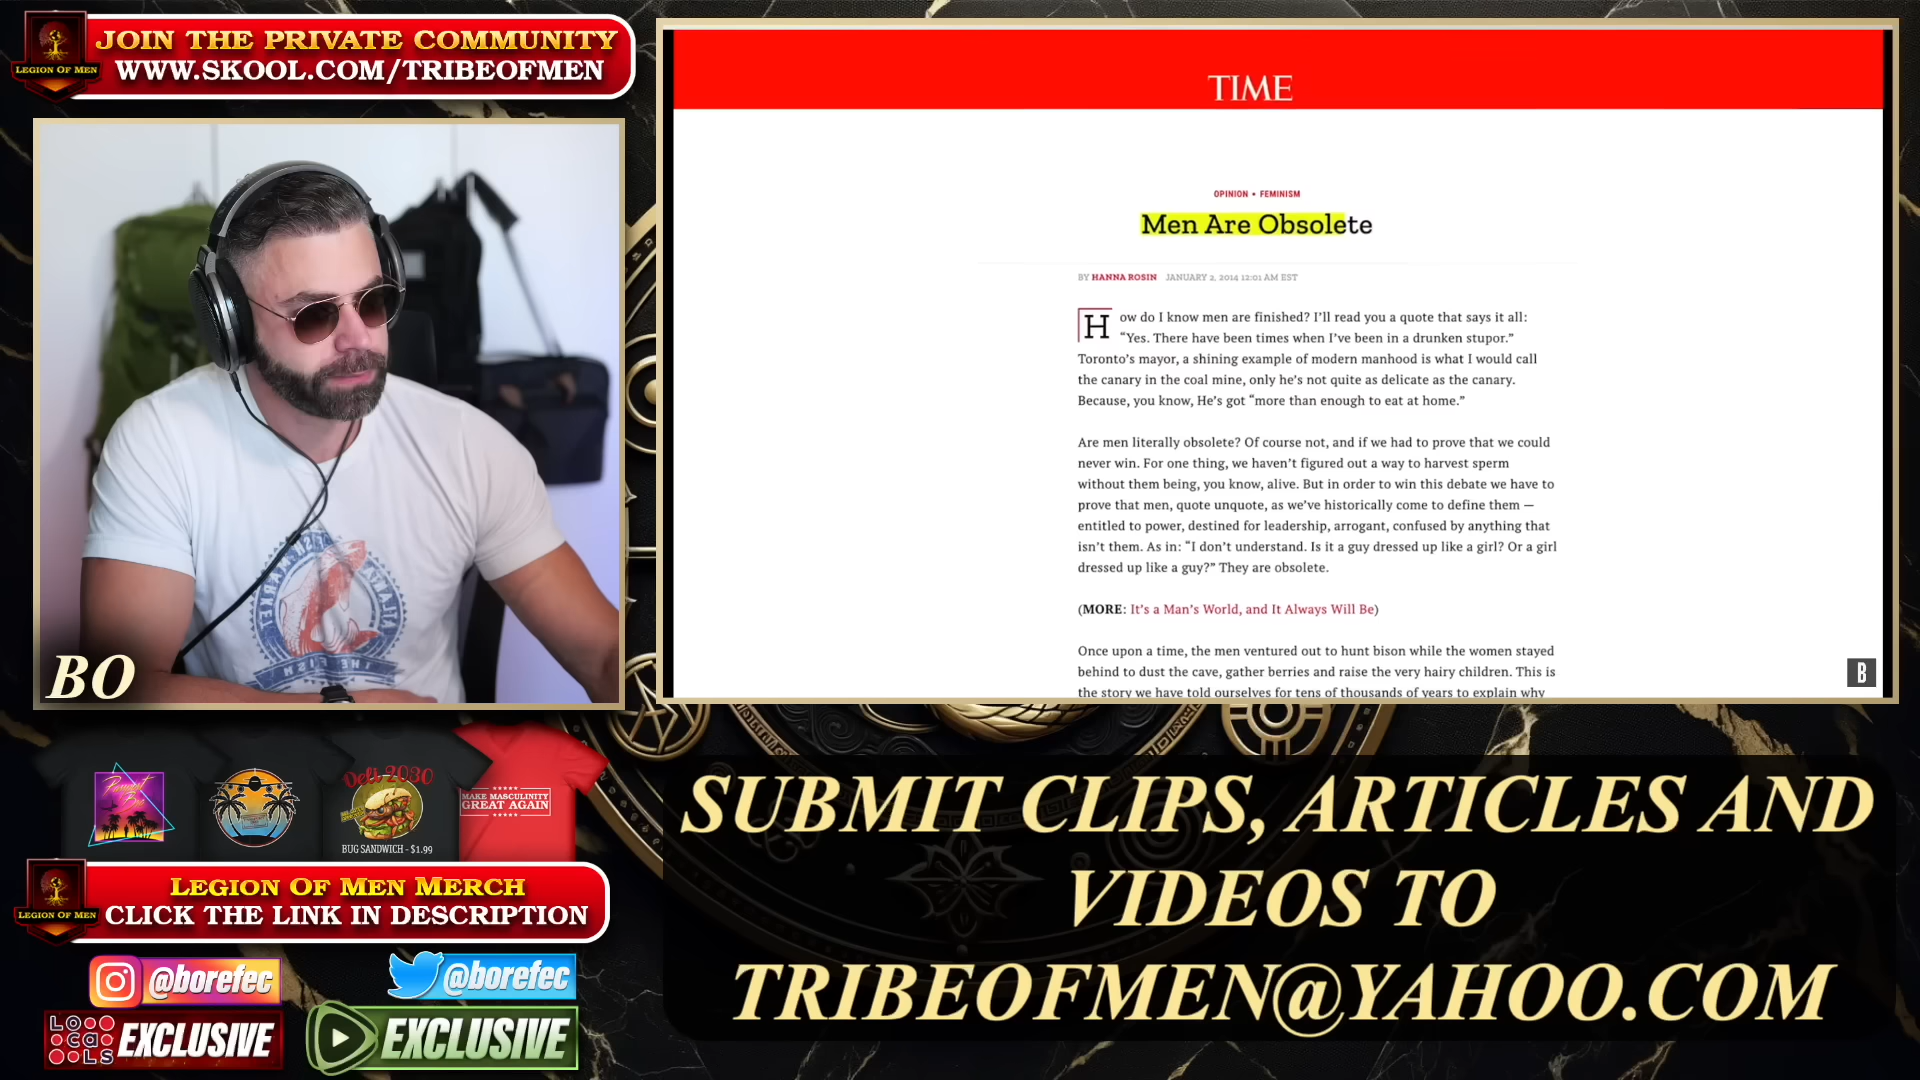 JOIN THE PRIVATE COMMUNITY
WWW.SKOOL.COM/TRIBEOFMEN
LEGION OF MEN
BO
TIME
OPINION • FEMINISM
Men Are Obsolete
BY HANNA ROSIN JANUARY 2, 2014 12:01 AM EST
How do I know men are finished? I'll read you a quote that says it all:
“Yes. There have been times when I've been in a drunken stupor.”
Toronto's mayor, a shining example of modern manhood is what I would call
the canary in the coal mine, only he's not quite as delicate as the canary.
Because, you know, He's got “more than enough to eat at home.”
Are men literally obsolete? Of course not, and if we had to prove that we could
never win. For one thing, we haven't figured out a way to harvest sperm
without them being, you know, alive. But in order to win this debate we have to
prove that men, quote unquote, as we've historically come to define them —
entitled to power, destined for leadership, arrogant, confused by anything that
isn't them. As in: “I don't understand. Is it a guy dressed up like a girl? Or a girl
dressed up like a guy?” They are obsolete.
(MORE: It's a Man's World, and It Always Will Be)
Once upon a time, the men ventured out to hunt bison while the women stayed
behind to dust the cave, gather berries and raise the very hairy children. This is
the story we have told ourselves for tens of thousands of years to explain why
B
Deli 2030
BUG SANDWICH - $1.99
MAKE MASCULINITY
GREAT AGAIN
LEGION OF MEN MERCH
CLICK THE LINK IN DESCRIPTION
LEGION OF MEN
@borefec
@borefec
LOcaLS
EXCLUSIVE
EXCLUSIVE
SUBMIT CLIPS, ARTICLES AND
VIDEOS TO
TRIBEOFMEN@YAHOO.COM